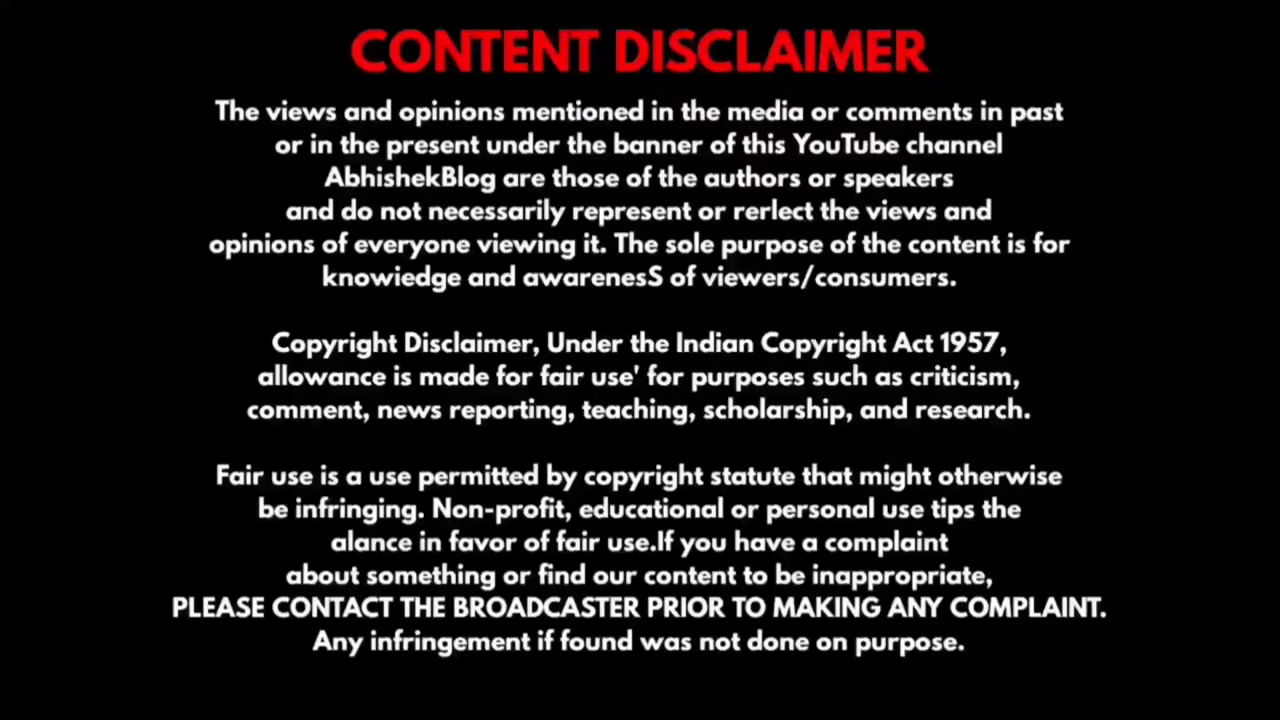 CONTENT DISCLAIMER
The views and opinions mentioned in the media or comments in past
or in the present under the banner of this YouTube channel
AbhishekBlog are those of the authors or speakers
and do not necessarily represent or rerlect the views and
opinions of everyone viewing it. The sole purpose of the content is for
knowiedge and awarenesS of viewers/consumers.
Copyright Disclaimer, Under the Indian Copyright Act 1957,
allowance is made for fair use' for purposes such as criticism,
comment, news reporting, teaching, scholarship, and research.
Fair use is a use permitted by copyright statute that might otherwise
be infringing. Non-profit, educational or personal use tips the
alance in favor of fair use.If you have a complaint
about something or find our content to be inappropriate,
PLEASE CONTACT THE BROADCASTER PRIOR TO MAKING ANY COMPLAINT.
Any infringement if found was not done on purpose.